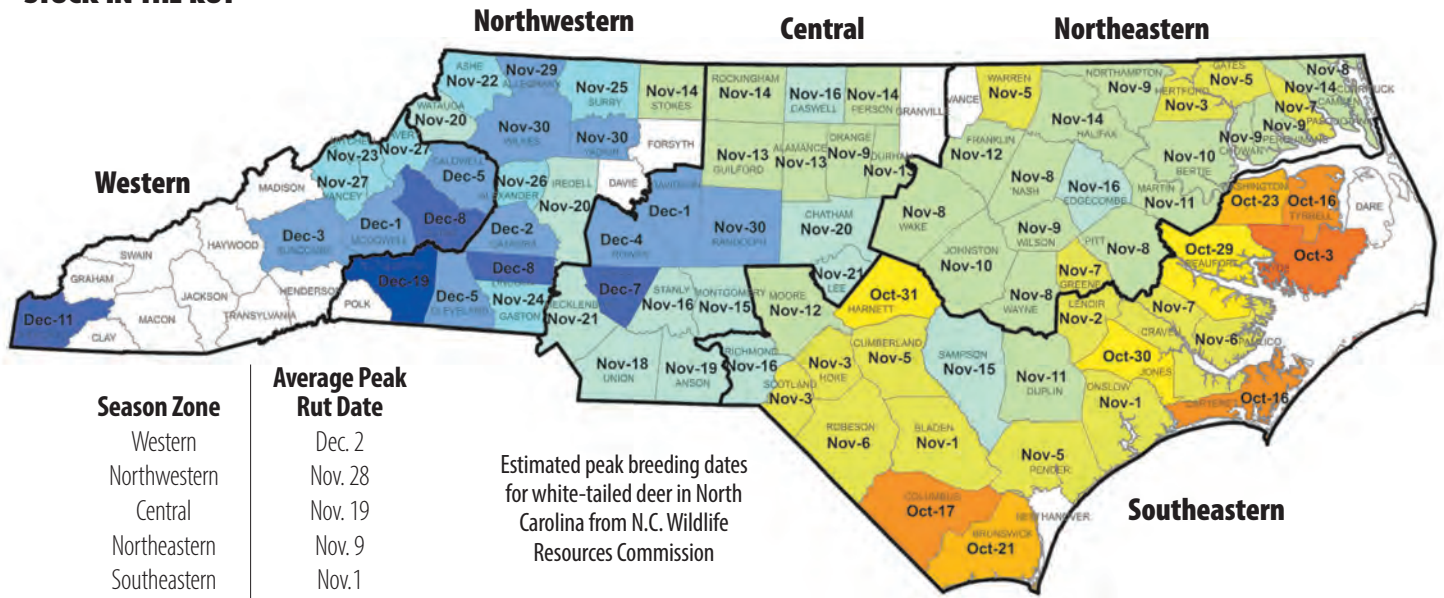 Northwestern
Central
Northeastern
Western
Southeastern
ASHE
Nov-22
Nov-29
ALLEGHANY
Nov-25
SURRY
Nov-14
STOKES
WATAUGA
Nov-20
Nov-30
WILKES
Nov-30
YADKIN
FORSYTH
Nov-23
Nov-27
Nov-27
YANCEY
CALDWELL
Dec-5
Nov-26
ALEXANDER
IREDELL
Nov-20
DAVIE
MADISON
Dec-3
BUNCOMBE
Dec-1
MCDOWELL
Dec-8
Dec-2
CATAWBA
SWAIN
HAYWOOD
GRAHAM
JACKSON
HENDERSON
MACON
TRANSYLVANIA
CLAY
POLK
Dec-11
Dec-19
Dec-5
CLEVELAND
Dec-8
LINCOLN
Nov-24
GASTON
ROCKINGHAM
Nov-14
Nov-16
CASWELL
Nov-14
PERSON
GRANVILLE
Nov-13
GUILFORD
ALAMANCE
Nov-13
ORANGE
Nov-9
DURHAM
Nov-13
DAVIDSON
Dec-1
Dec-4
ROWAN
Nov-30
RANDOLPH
CHATHAM
Nov-20
Nov-21
LEE
MECKLENBURG
Nov-21
Dec-7
STANLY
Nov-16
MONTGOMERY
Nov-15
Nov-18
UNION
Nov-19
ANSON
RICHMOND
Nov-16
VANCE
WARREN
Nov-5
NORTHAMPTON
Nov-9
HERTFORD
Nov-3
GATES
Nov-5
Nov-8
CURRITUCK
Nov-14
CAMDEN
Nov-7
PASQUOTANK
Nov-9
PERQUIMANS
Nov-9
CHOWAN
FRANKLIN
Nov-12
Nov-14
HALIFAX
Nov-10
BERTIE
Nov-8
NASH
Nov-16
EDGECOMBE
MARTIN
Nov-11
Nov-8
WAKE
Nov-9
WILSON
PITT
Nov-8
JOHNSTON
Nov-10
Nov-7
GREENE
Nov-8
WAYNE
WASHINGTON
Oct-23
Oct-16
TYRRELL
DARE
Oct-29
BEAUFORT
Oct-3
HYDE
MOORE
Nov-12
Oct-31
HARNETT
LENOIR
Nov-2
Nov-7
CRAVEN
Nov-6
PAMLICO
CUMBERLAND
Nov-5
Nov-3
HOKE
SAMPSON
Nov-15
Nov-11
DUPLIN
Oct-30
JONES
ONSLOW
Nov-1
CARTERET
Oct-16
SCOTLAND
Nov-3
ROBESON
Nov-6
BLADEN
Nov-1
Nov-5
PENDER
COLUMBUS
Oct-17
NEW HANOVER
BRUNSWICK
Oct-21
Season Zone
Average Peak
Rut Date
Western Dec. 2
Northwestern Nov. 28
Central Nov. 19
Northeastern Nov. 9
Southeastern Nov.1
Estimated peak breeding dates
for white-tailed deer in North
Carolina from N.C. Wildlife
Resources Commission